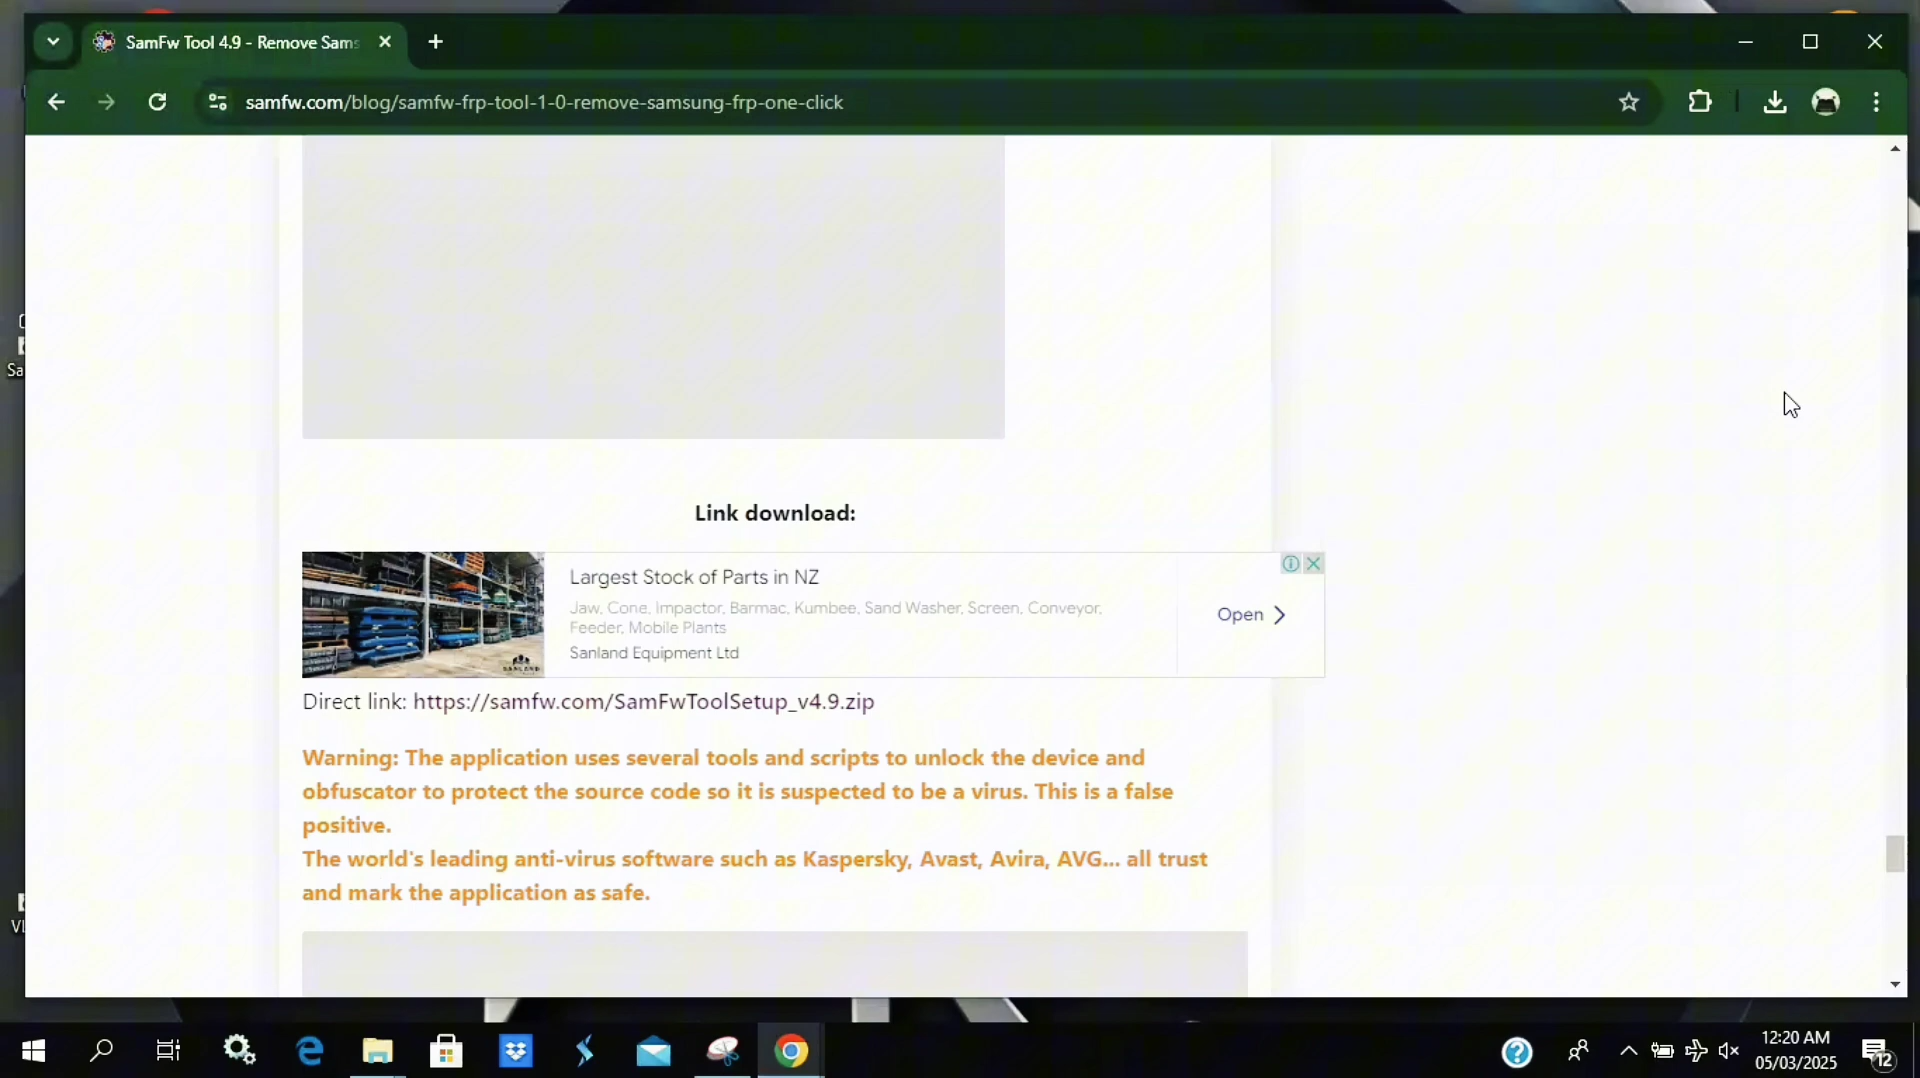 SamFw Tool 4.9 - Remove Sams
samfw.com/blog/samfw-frp-tool-1-0-remove-samsung-frp-one-click
Sa
Link download:
Largest Stock of Parts in NZ
Jaw, Cone, Impactor, Barmac, Kumbee, Sand Washer, Screen, Conveyor,
Feeder, Mobile Plants
Sanland Equipment Ltd
Open
SANLAND
Direct link: https://samfw.com/SamFwToolSetup_v4.9.zip
Warning: The application uses several tools and scripts to unlock the device and
obfuscator to protect the source code so it is suspected to be a virus. This is a false
positive.
The world's leading anti-virus software such as Kaspersky, Avast, Avira, AVG... all trust
and mark the application as safe.
VL
12:20 AM
05/03/2025
12